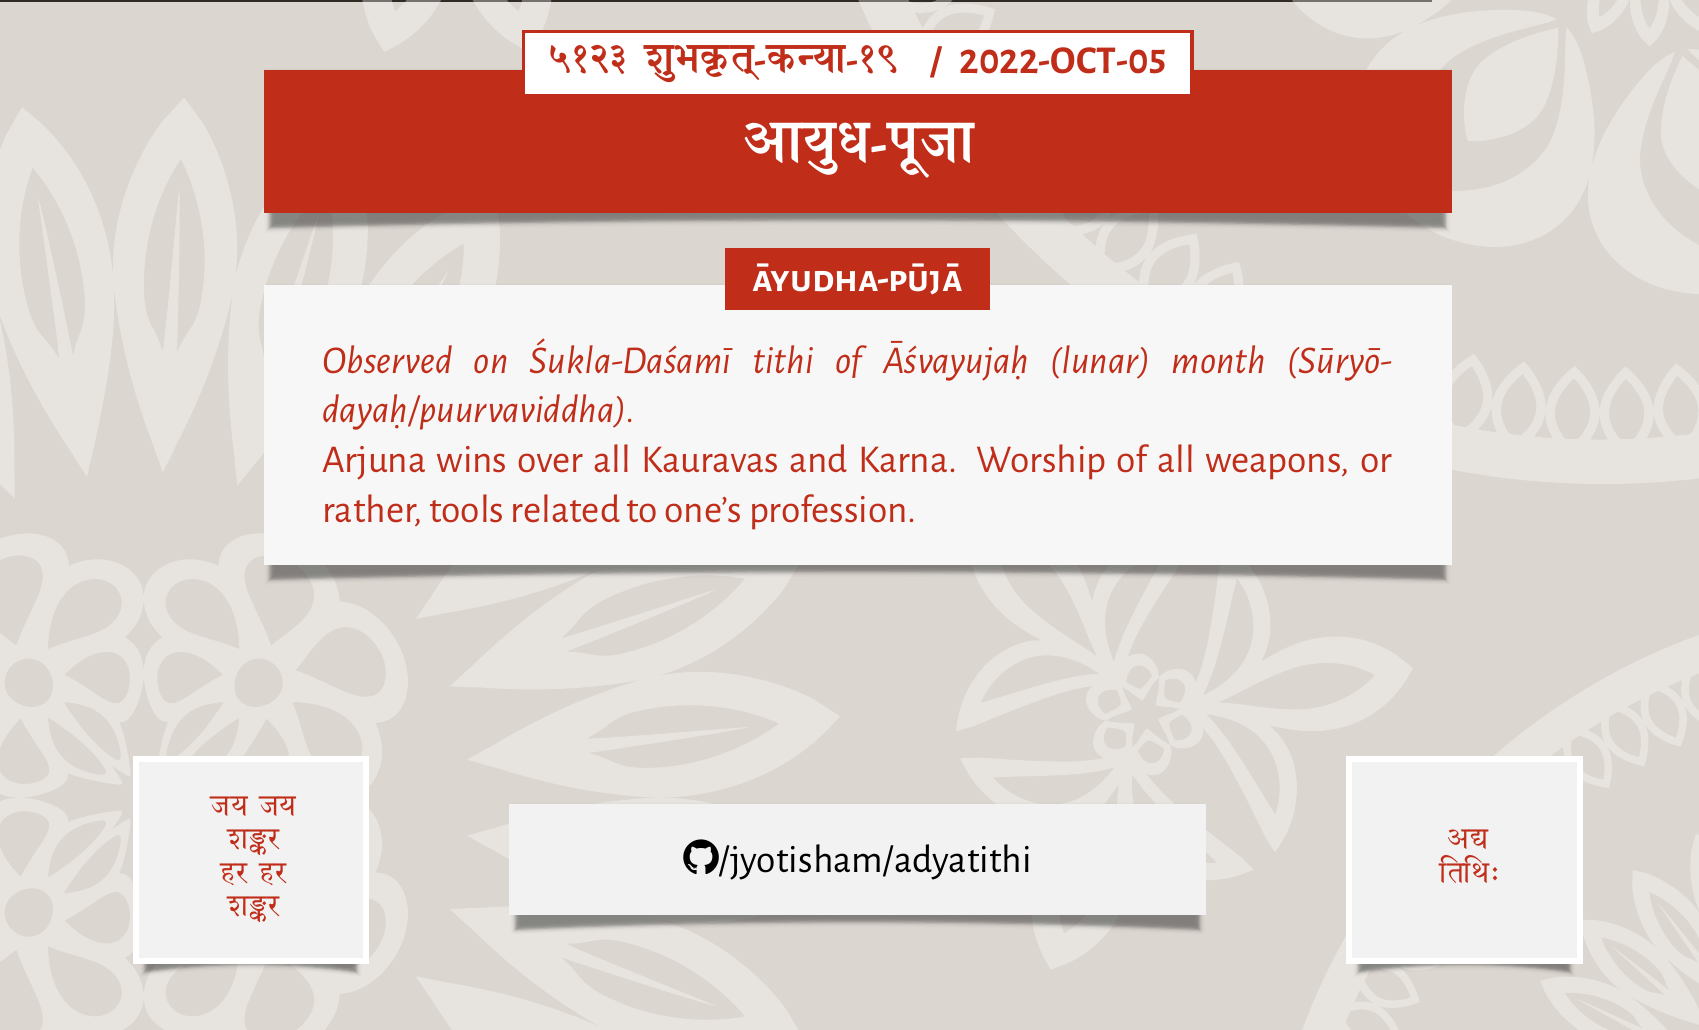 ५१२३ शुभकृत्-कन्या-१९ / 2022-OCT-05
आयुध-पूजा
ĀYUDHA-PŪJĀ
Observed on Śukla-Daśamī tithi of Āśvayujaḥ (lunar) month (Sūryō-
dayaḥ/puurvaviddha).
Arjuna wins over all Kauravas and Karna. Worship of all weapons, or
rather, tools related to one’s profession.
जय जय
शङ्कर
हर हर
शङ्कर
/jyotisham/adyatithi
अद्य
तिथिः